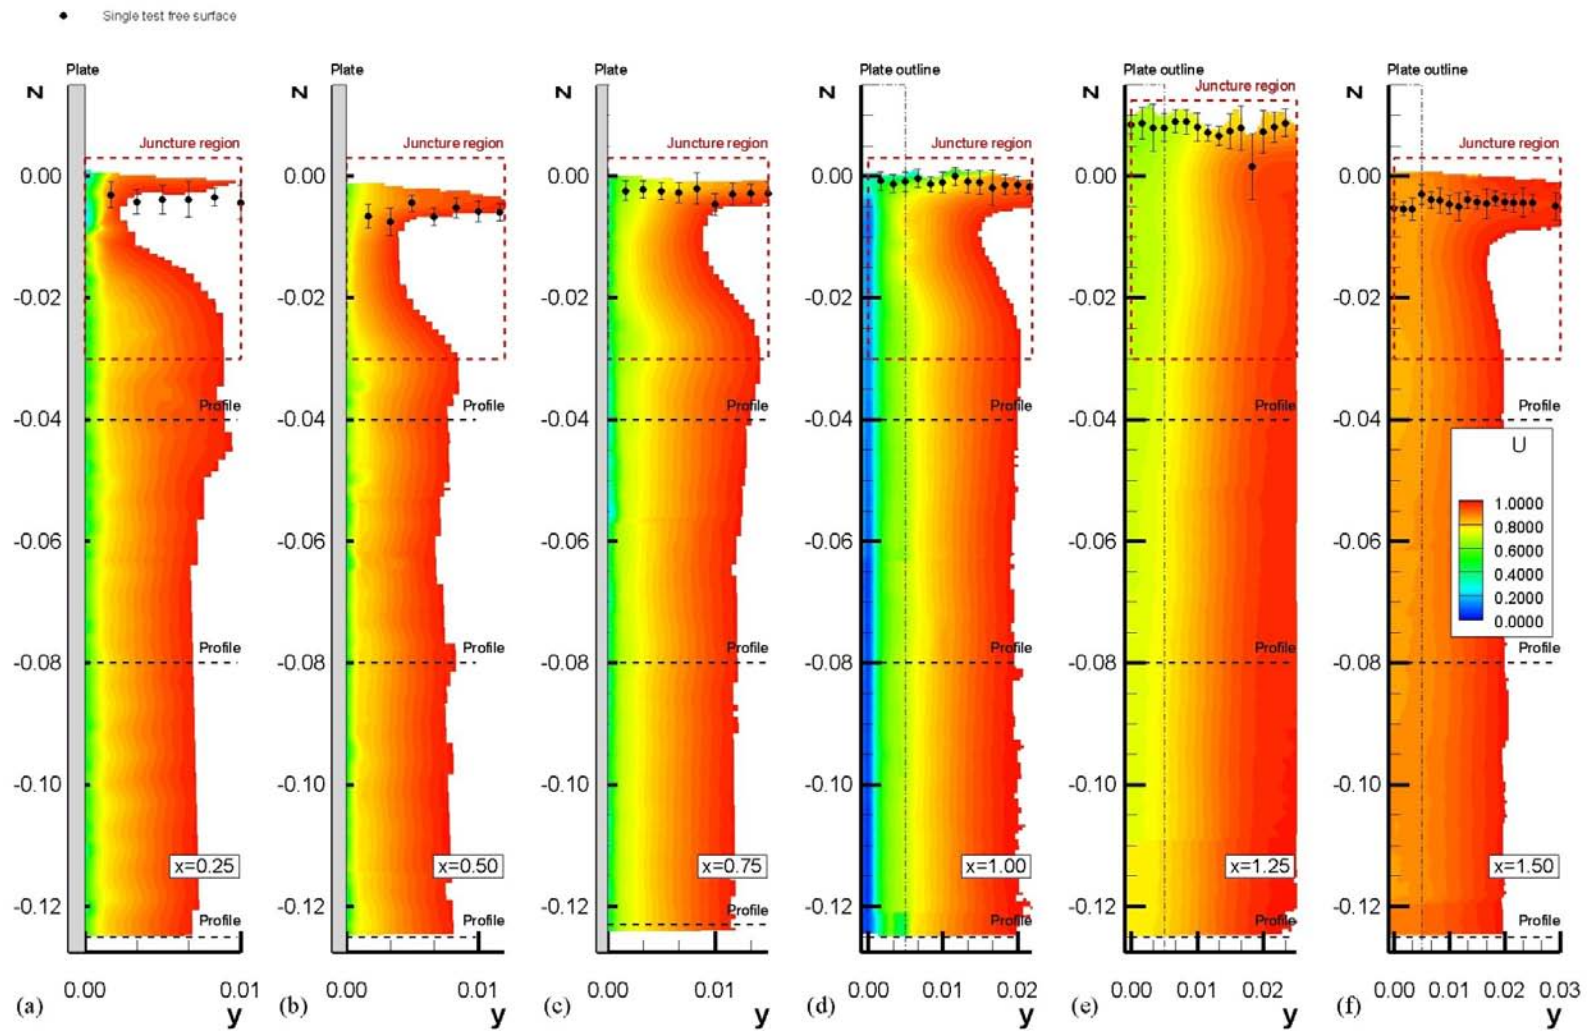 Single test free surface
Plate
Plate
Plate
Plate outline
Plate outline
Plate outline
Z
Z
Z
Z
Z
Z
Juncture region
Juncture region
Juncture region
Juncture region
Juncture region
Juncture region
0.00
0.00
0.00
0.00
0.00
0.00
-0.02
-0.02
-0.02
-0.02
-0.02
-0.02
Profile
Profile
Profile
Profile
Profile
Profile
-0.04
-0.04
-0.04
-0.04
-0.04
-0.04
U
1.0000
0.8000
0.6000
0.4000
0.2000
0.0000
-0.06
-0.06
-0.06
-0.06
-0.06
-0.06
Profile
Profile
Profile
Profile
Profile
Profile
-0.08
-0.08
-0.08
-0.08
-0.08
-0.08
-0.10
-0.10
-0.10
-0.10
-0.10
-0.10
x=0.25
x=0.50
x=0.75
x=1.00
x=1.25
x=1.50
-0.12
-0.12
-0.12
-0.12
-0.12
-0.12
Profile
Profile
Profile
Profile
Profile
Profile
(a) 0.00 0.01
y
(b) 0.00 0.01
y
(c) 0.00 0.01
y
(d) 0.00 0.01 0.02
y
(e) 0.00 0.01 0.02
y
(f) 0.00 0.01 0.02 0.03
y